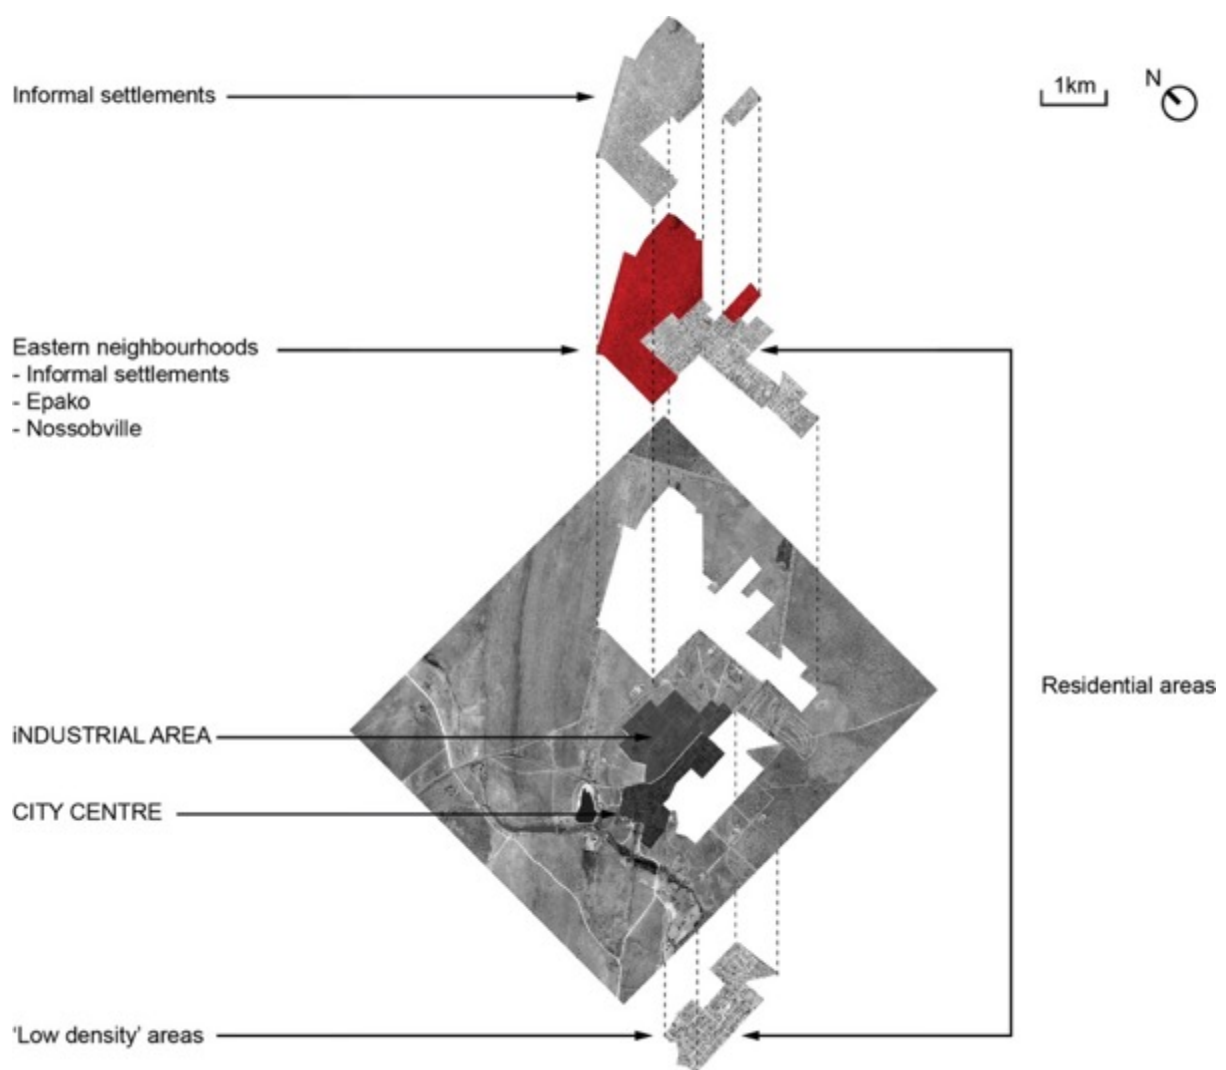 Informal settlements
1km
N
Eastern neighbourhoods
- Informal settlements
- Epako
- Nossobville
Residential areas
iNDUSTRIAL AREA
CITY CENTRE
'Low density' areas